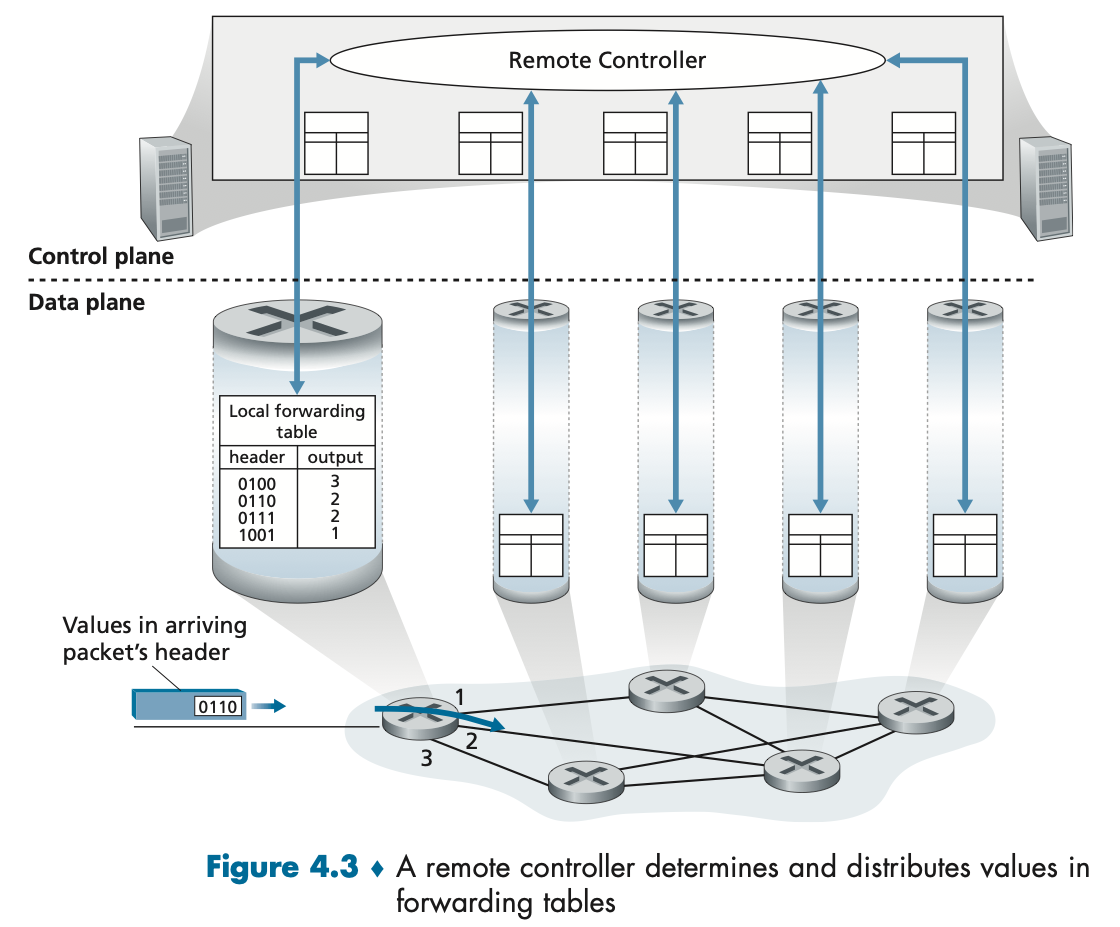 Remote Controller
Control plane
Data plane
Local forwarding
table
header output
0100 3
0110 2
0111 2
1001 1
Values in arriving
packet's header
0110
1
2
3
Figure 4.3 ♦ A remote controller determines and distributes values in
forwarding tables